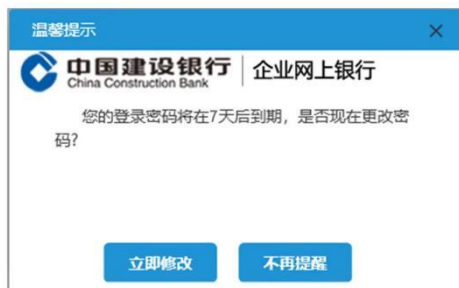 温馨提示
中国建设银行 企业网上银行
China Construction Bank
您的登录密码将在7天后到期，是否现在更改密
码?
立即修改 不再提醒